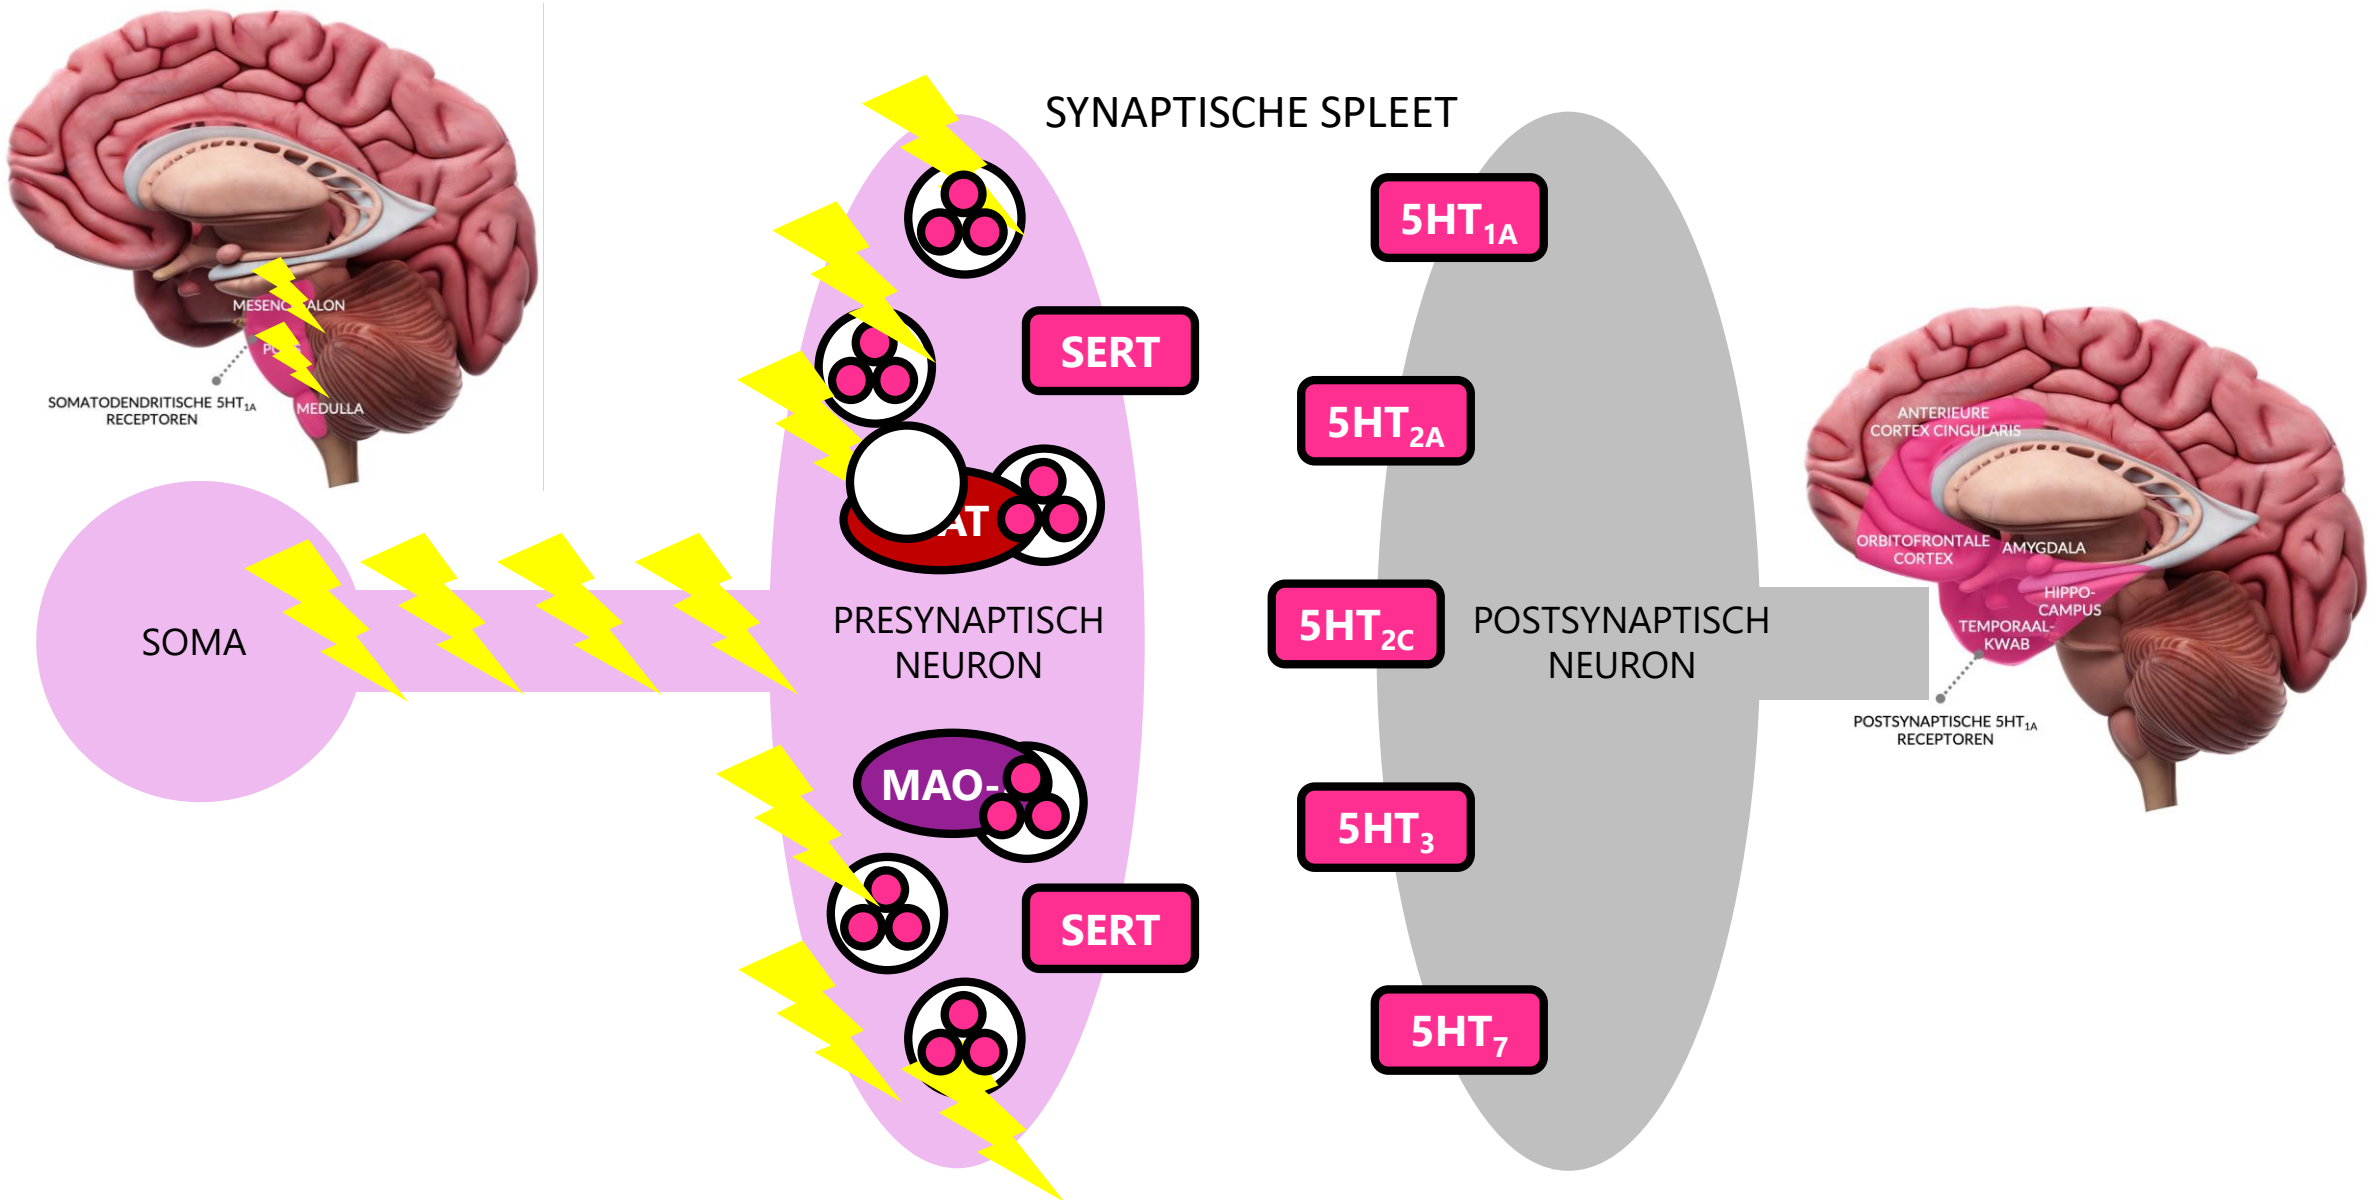 SYNAPTISCHE SPLEET
SOMATODENDRITISCHE 5HT1A
RECEPTOREN
MEDULLA
SOMA
PRESYNAPTISCH
NEURON
SERT
MAO-
SERT
5HT1A
5HT2A
5HT2C
5HT3
5HT7
POSTSYNAPTISCH
NEURON
ANTERIEURE
CORTEX CINGULARIS
ORBITOFRONTALE
CORTEX
AMYGDALA
HIPPO-
CAMPUS
TEMPORAAL-
KWAB
POSTSYNAPTISCHE 5HT1A
RECEPTOREN